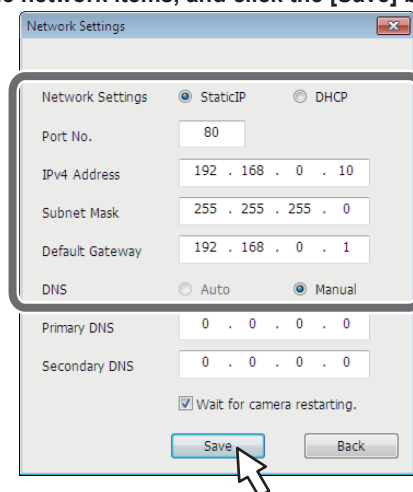 e network items, and click the [Save] b
Network Settings
Network Settings StaticIP DHCP
Port No. 80
IPv4 Address 192 . 168 . 0 . 10
Subnet Mask 255 . 255 . 255 . 0
Default Gateway 192 . 168 . 0 . 1
DNS Auto Manual
Primary DNS 0 . 0 . 0 . 0
Secondary DNS 0 . 0 . 0 . 0
Wait for camera restarting.
Save Back